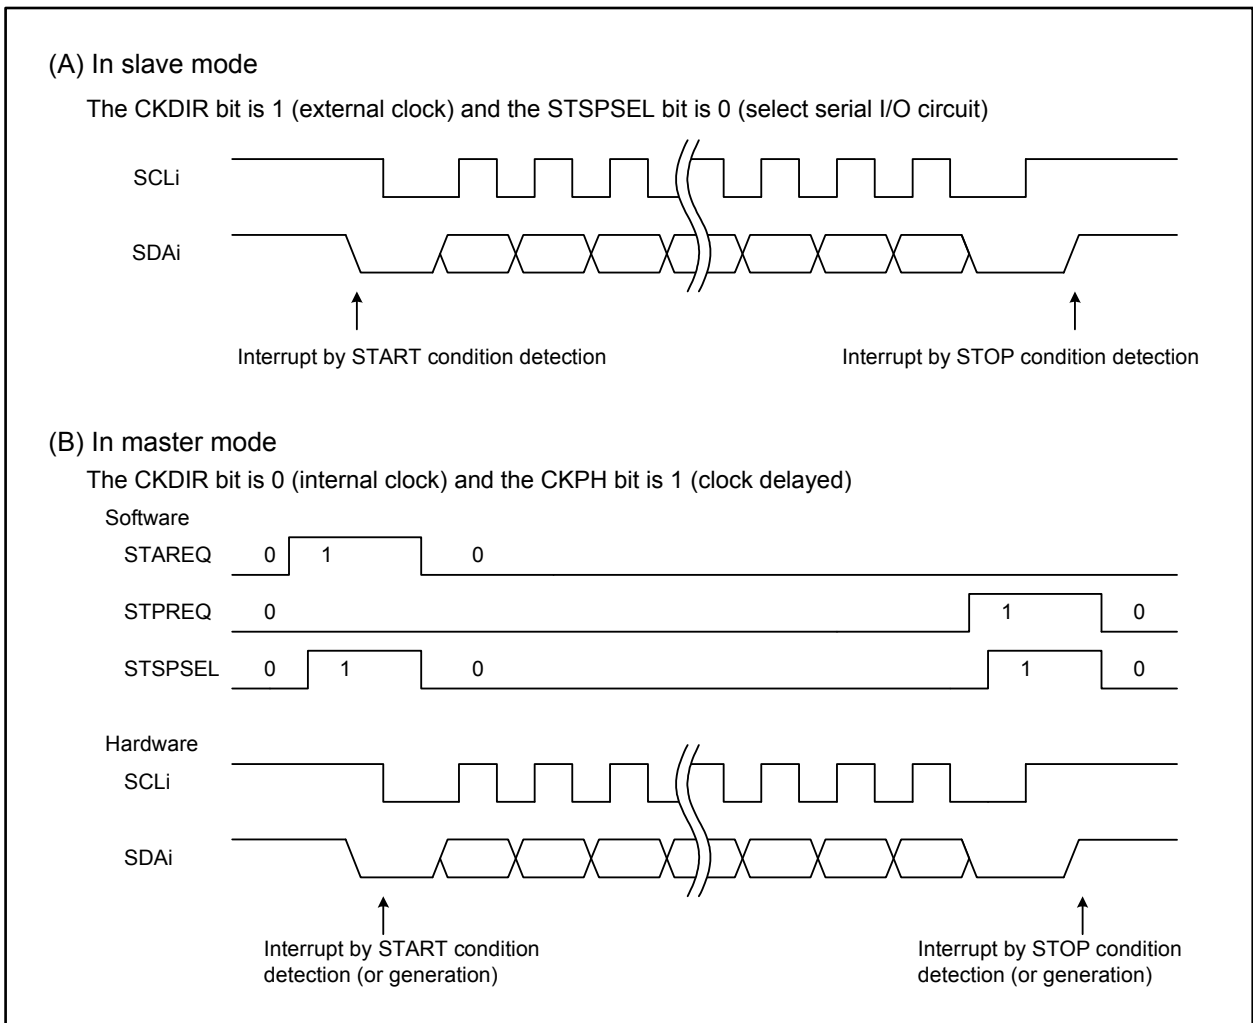 (A) In slave mode
The CKDIR bit is 1 (external clock) and the STSPSEL bit is 0 (select serial I/O circuit)
SCLi
SDAi
Interrupt by START condition detection
Interrupt by STOP condition detection
(B) In master mode
The CKDIR bit is 0 (internal clock) and the CKPH bit is 1 (clock delayed)
Software
STAREQ 0 1 0
STPREQ 0 1 0
STSPSEL 0 1 0 1 0
Hardware
SCLi
SDAi
Interrupt by START condition
detection (or generation)
Interrupt by STOP condition
detection (or generation)